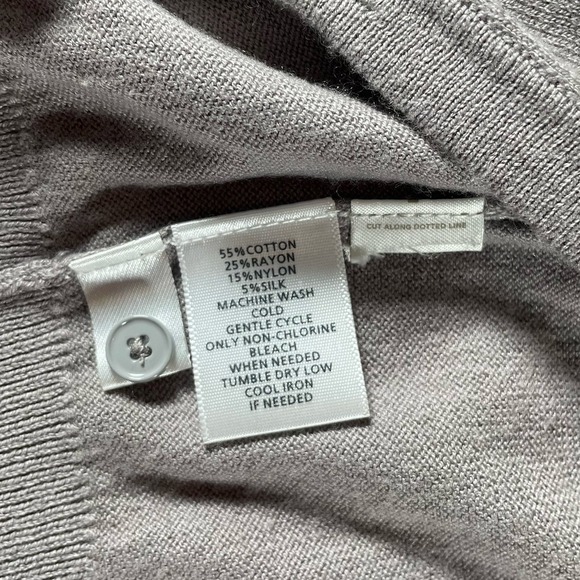 55%COTTON
25%RAYON
15%NYLON
5%SILK
MACHINE WASH
COLD
GENTLE CYCLE
ONLY NON-CHLORINE
BLEACH
WHEN NEEDED
TUMBLE DRY LOW
COOL IRON
IF NEEDED
CUT ALONG DOTTED LINE